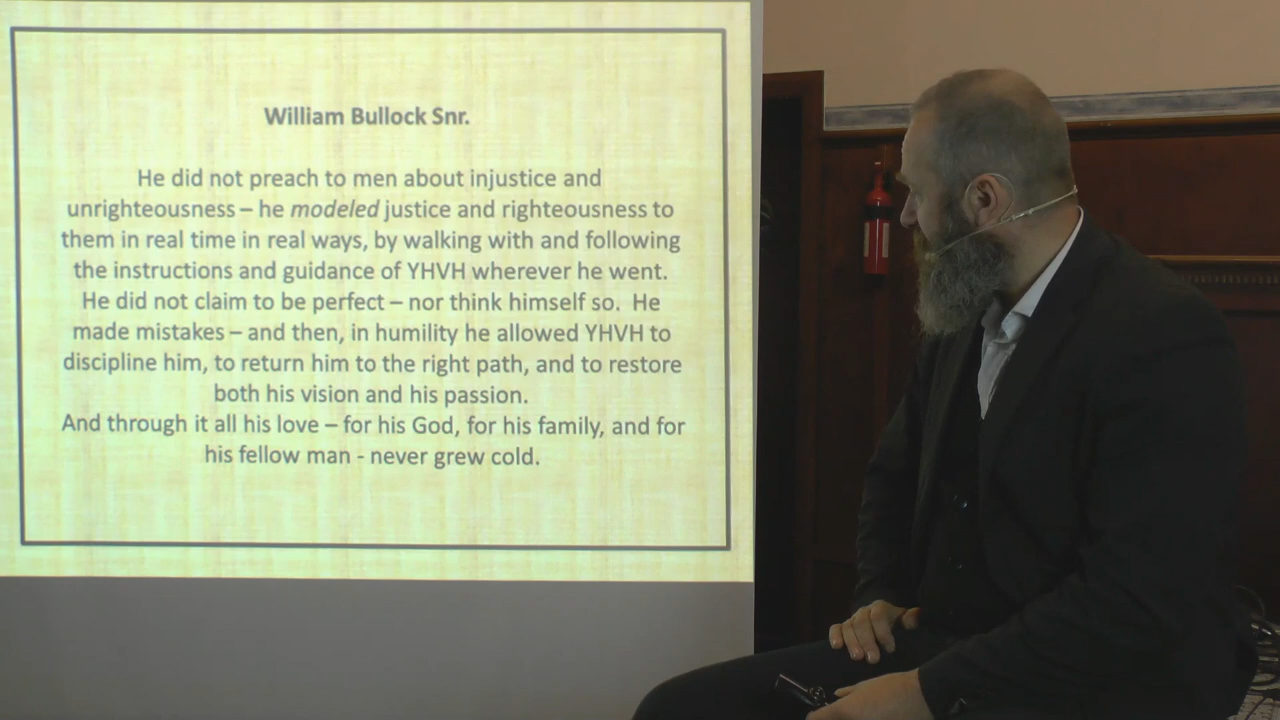 William Bullock Snr.
He did not preach to men about injustice and
unrighteousness – he modeled justice and righteousness to
them in real time in real ways, by walking with and following
the instructions and guidance of YHVH wherever he went.
He did not claim to be perfect – nor think himself so.  He
made mistakes – and then, in humility he allowed YHVH to
discipline him, to return him to the right path, and to restore
both his vision and his passion.
And through it all his love – for his God, for his family, and for
his fellow man - never grew cold.